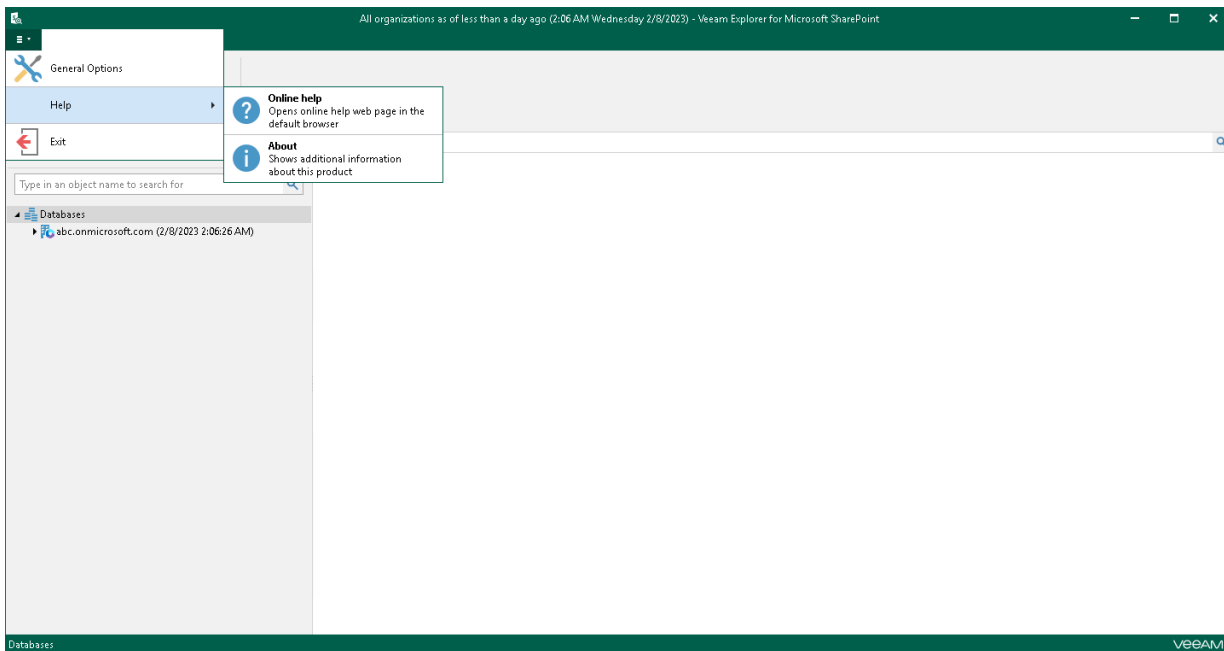 All organizations as of less than a day ago (2:06 AM Wednesday 2/8/2023) - Veeam Explorer for Microsoft SharePoint
General Options
Help
Online help
Opens online help web page in the
default browser
Exit
About
Shows additional information
about this product
Type in an object name to search for
Databases
abc.onmicrosoft.com (2/8/2023 2:06:26 AM)
Databases
veeam